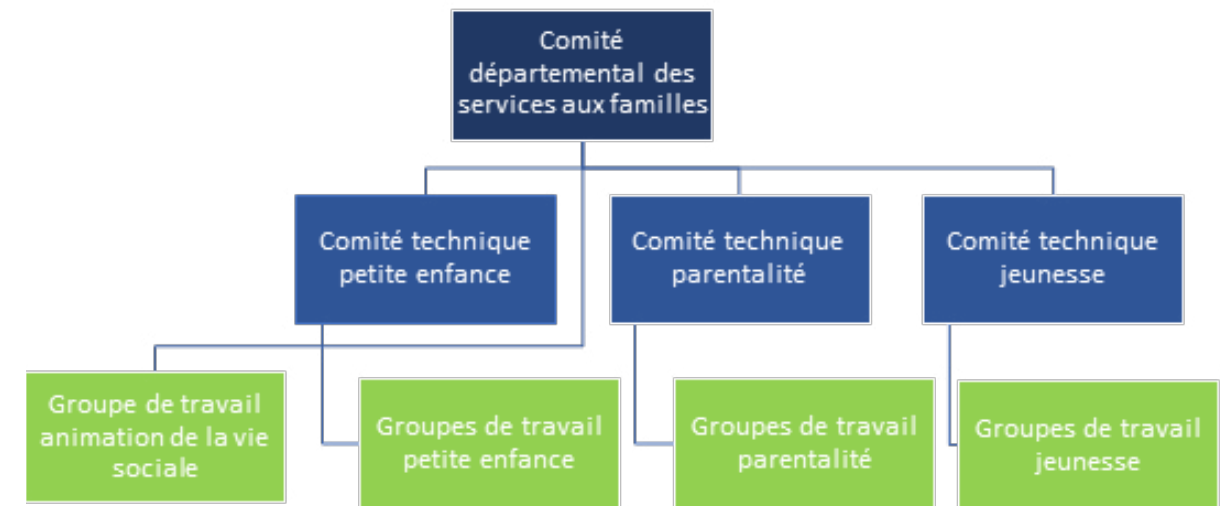 Comité
départemental des
services aux familles
Comité technique
petite enfance
Comité technique
parentalité
Comité technique
jeunesse
Groupe de travail
animation de la vie
sociale
Groupes de travail
petite enfance
Groupes de travail
parentalité
Groupes de travail
jeunesse